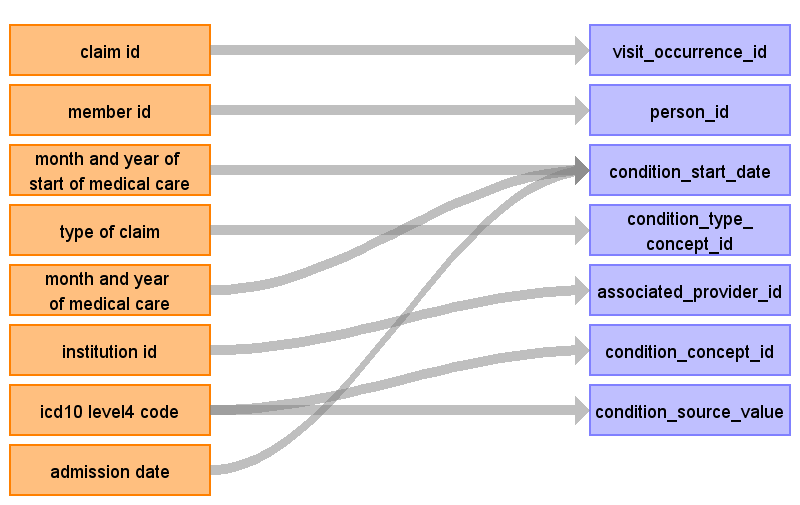 claim id
visit_occurrence_id
member id
person_id
month and year of
start of medical care
condition_start_date
type of claim
condition_type_
concept_id
month and year
of medical care
associated_provider_id
institution id
condition_concept_id
icd10 level4 code
condition_source_value
admission date